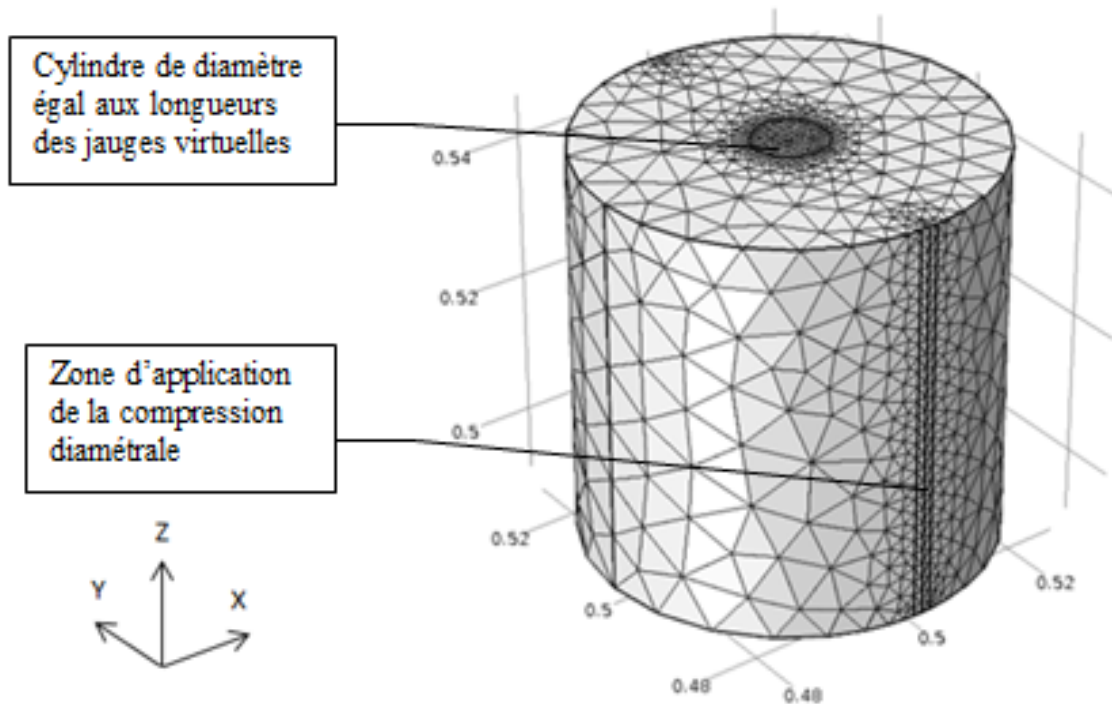 Cylindre de diamètre
égal aux longueurs
des jauges virtuelles
0.54
0.52
Zone d'application
de la compression
diamétrale
0.5
0.52
Z
Y
X
0.52
0.5
0.5
0.48
0.48